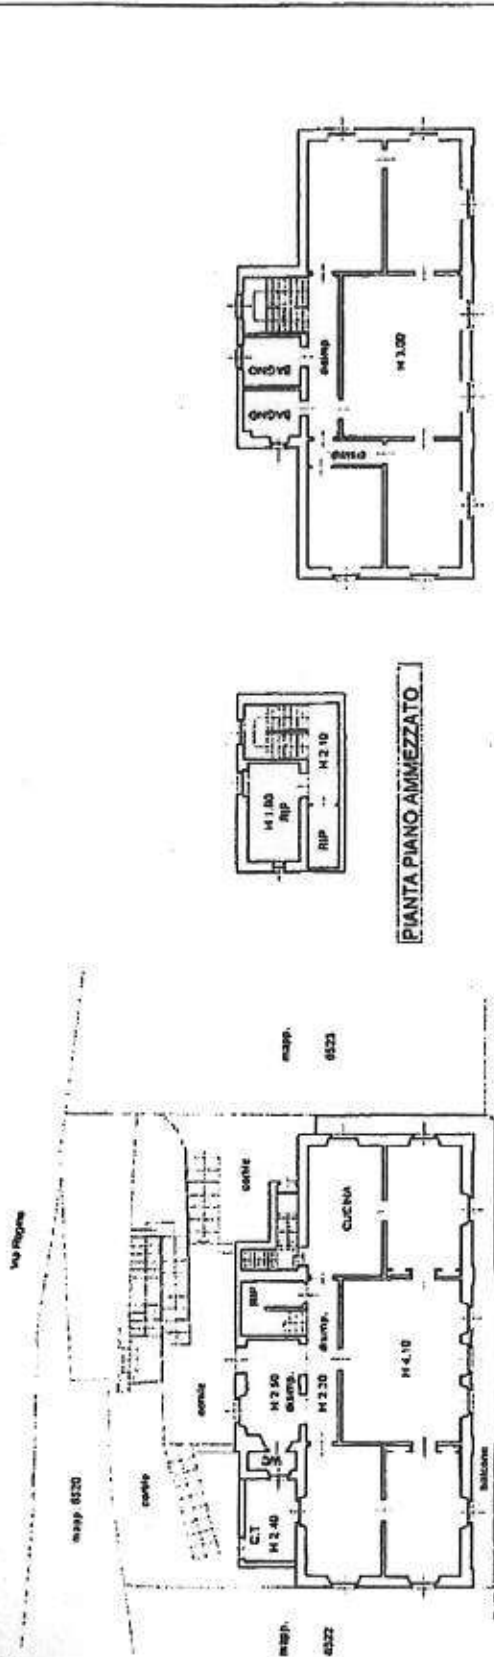 BAGNO
BAGNO
disimp
disimp
H 3.00
H 1.80
RIP
RIP
H 2.10
PIANTA PIANO AMMEZZATO
Via Regina
mapp. 6520
mapp.
6523
cortile
cortile
cortile
CUCINA
RIP
disimp.
H 2.50
disimp.
H 2.30
H 4.10
C.T
H 2.40
balcone
mapp.
6522